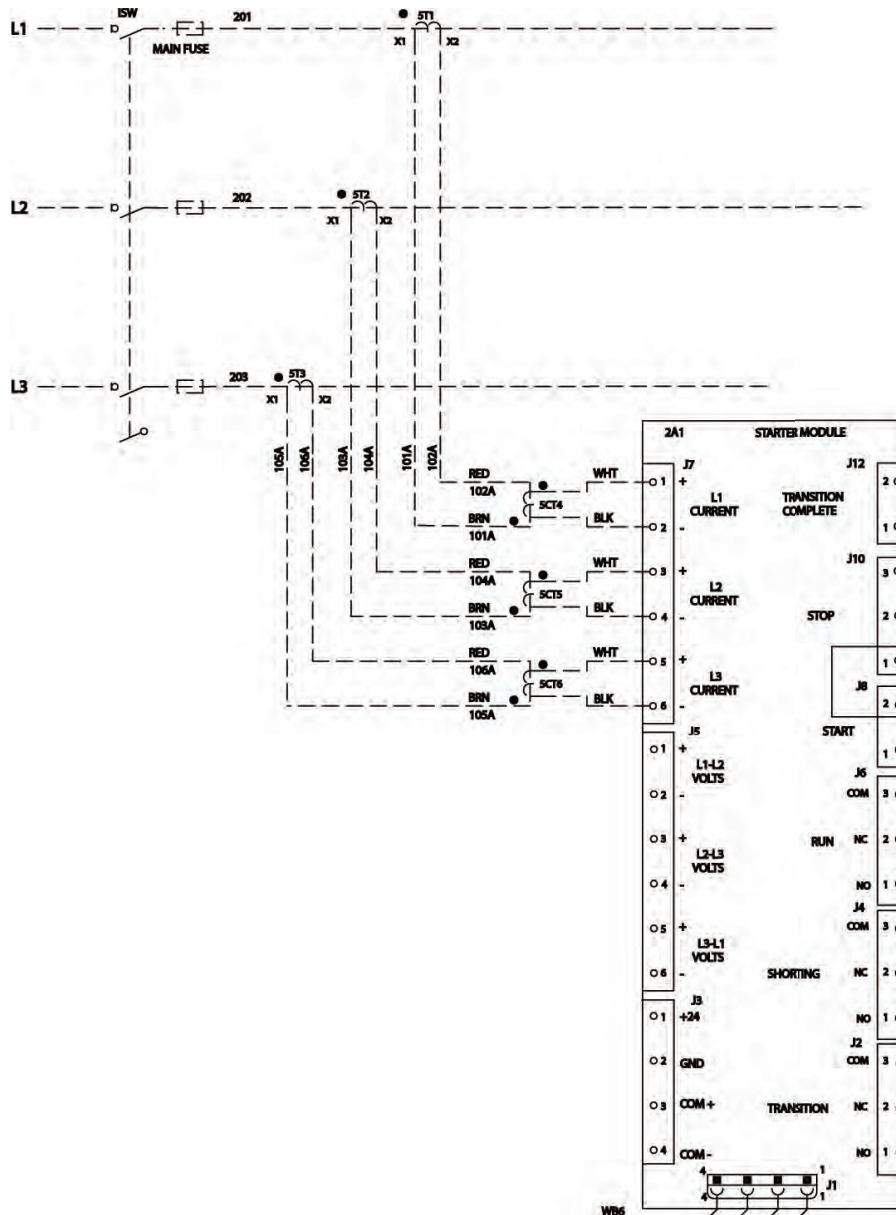 ISW
201
5T1
L1
MAIN FUSE
X1
X2
202
5T2
L2
X1
X2
203
5T3
L3
X1
X2
105A
106A
103A
104A
101A
102A
2A1
STARTER MODULE
RED
102A
WHT
J7
1 +
L1 CURRENT
5CT4
BRN
101A
BLK
2 -
RED
104A
WHT
3 +
L2 CURRENT
5CT5
BRN
103A
BLK
4 -
RED
106A
WHT
5 +
L3 CURRENT
5CT6
BRN
105A
BLK
6 -
J5
1 +
L1-L2 VOLTS
2 -
3 +
L2-L3 VOLTS
4 -
5 +
L3-L1 VOLTS
6 -
J3
1 +24
2 GND
3 COM +
4 COM -
J12
TRANSITION COMPLETE
2
1
J10
3
STOP
2
1
J8
2
START
1
J6
COM 3
RUN
NC 2
NO 1
J4
COM 3
SHORTING
NC 2
NO 1
J2
COM 3
TRANSITION
NC 2
NO 1
4
1
J1
4
1
WB6